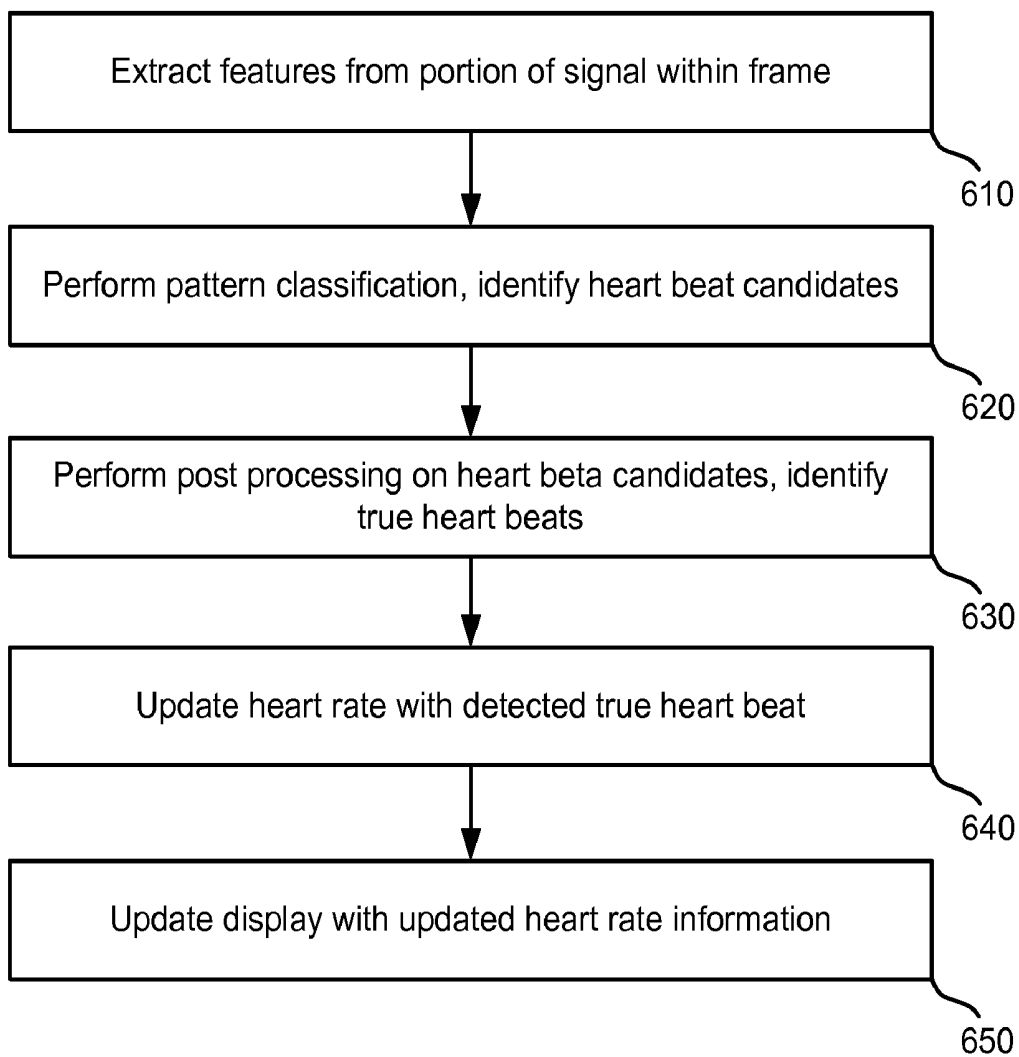 Extract features from portion of signal within frame
610
Perform pattern classification, identify heart beat candidates
620
Perform post processing on heart beta candidates, identify
true heart beats
630
Update heart rate with detected true heart beat
640
Update display with updated heart rate information
650